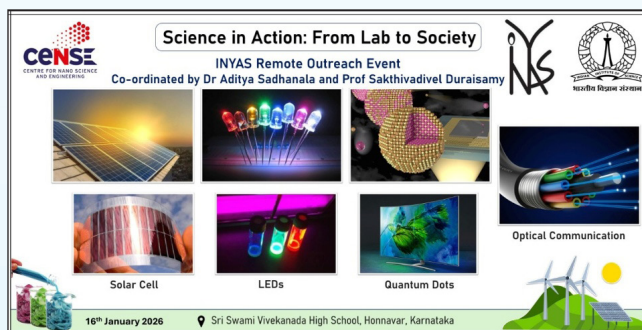 CeNSE
CENTRE FOR NANO SCIENCE
AND ENGINEERING
Science in Action: From Lab to Society
INYAS Remote Outreach Event
Co-ordinated by Dr Aditya Sadhanala and Prof Sakthivadivel Duraisamy
INYAS
भारतीय विज्ञान संस्थान
Solar Cell
LEDs
Quantum Dots
Optical Communication
16th January 2026
Sri Swami Vivekanada High School, Honnavar, Karnataka